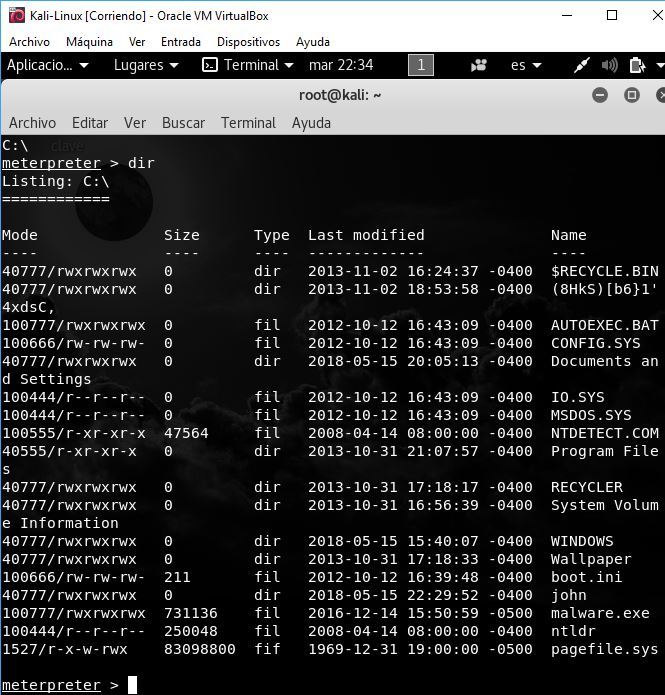 Kali-Linux [Corriendo] - Oracle VM VirtualBox
Archivo Máquina Ver Entrada Dispositivos Ayuda
Aplicacio... Lugares Terminal mar 22:34 1 es
root@kali: ~
Archivo Editar Ver Buscar Terminal Ayuda
C:\ clave
meterpreter > dir
Listing: C:\
============
Mode Size Type Last modified Name
---- ---- ---- ------------- ----
40777/rwxrwxrwx 0 dir 2013-11-02 16:24:37 -0400 $RECYCLE.BIN
40777/rwxrwxrwx 0 dir 2013-11-02 18:53:58 -0400 (8HkS)[b6}1'
4xdsC,
100777/rwxrwxrwx 0 fil 2012-10-12 16:43:09 -0400 AUTOEXEC.BAT
100666/rw-rw-rw- 0 fil 2012-10-12 16:43:09 -0400 CONFIG.SYS
40777/rwxrwxrwx 0 dir 2018-05-15 20:05:13 -0400 Documents an
d Settings
100444/r--r--r-- 0 fil 2012-10-12 16:43:09 -0400 IO.SYS
100444/r--r--r-- 0 fil 2012-10-12 16:43:09 -0400 MSDOS.SYS
100555/r-xr-xr-x 47564 fil 2008-04-14 08:00:00 -0400 NTDETECT.COM
40555/r-xr-xr-x 0 dir 2013-10-31 21:07:57 -0400 Program File
s
40777/rwxrwxrwx 0 dir 2013-10-31 17:18:17 -0400 RECYCLER
40777/rwxrwxrwx 0 dir 2013-10-31 16:56:39 -0400 System Volum
e Information
40777/rwxrwxrwx 0 dir 2018-05-15 15:40:07 -0400 WINDOWS
40777/rwxrwxrwx 0 dir 2013-10-31 17:18:33 -0400 Wallpaper
100666/rw-rw-rw- 211 fil 2012-10-12 16:39:48 -0400 boot.ini
40777/rwxrwxrwx 0 dir 2018-05-15 22:29:52 -0400 john
100777/rwxrwxrwx 731136 fil 2016-12-14 15:50:59 -0500 malware.exe
100444/r--r--r-- 250048 fil 2008-04-14 08:00:00 -0400 ntldr
1527/r-x-w-rwx 83098800 fif 1969-12-31 19:00:00 -0500 pagefile.sys
meterpreter >